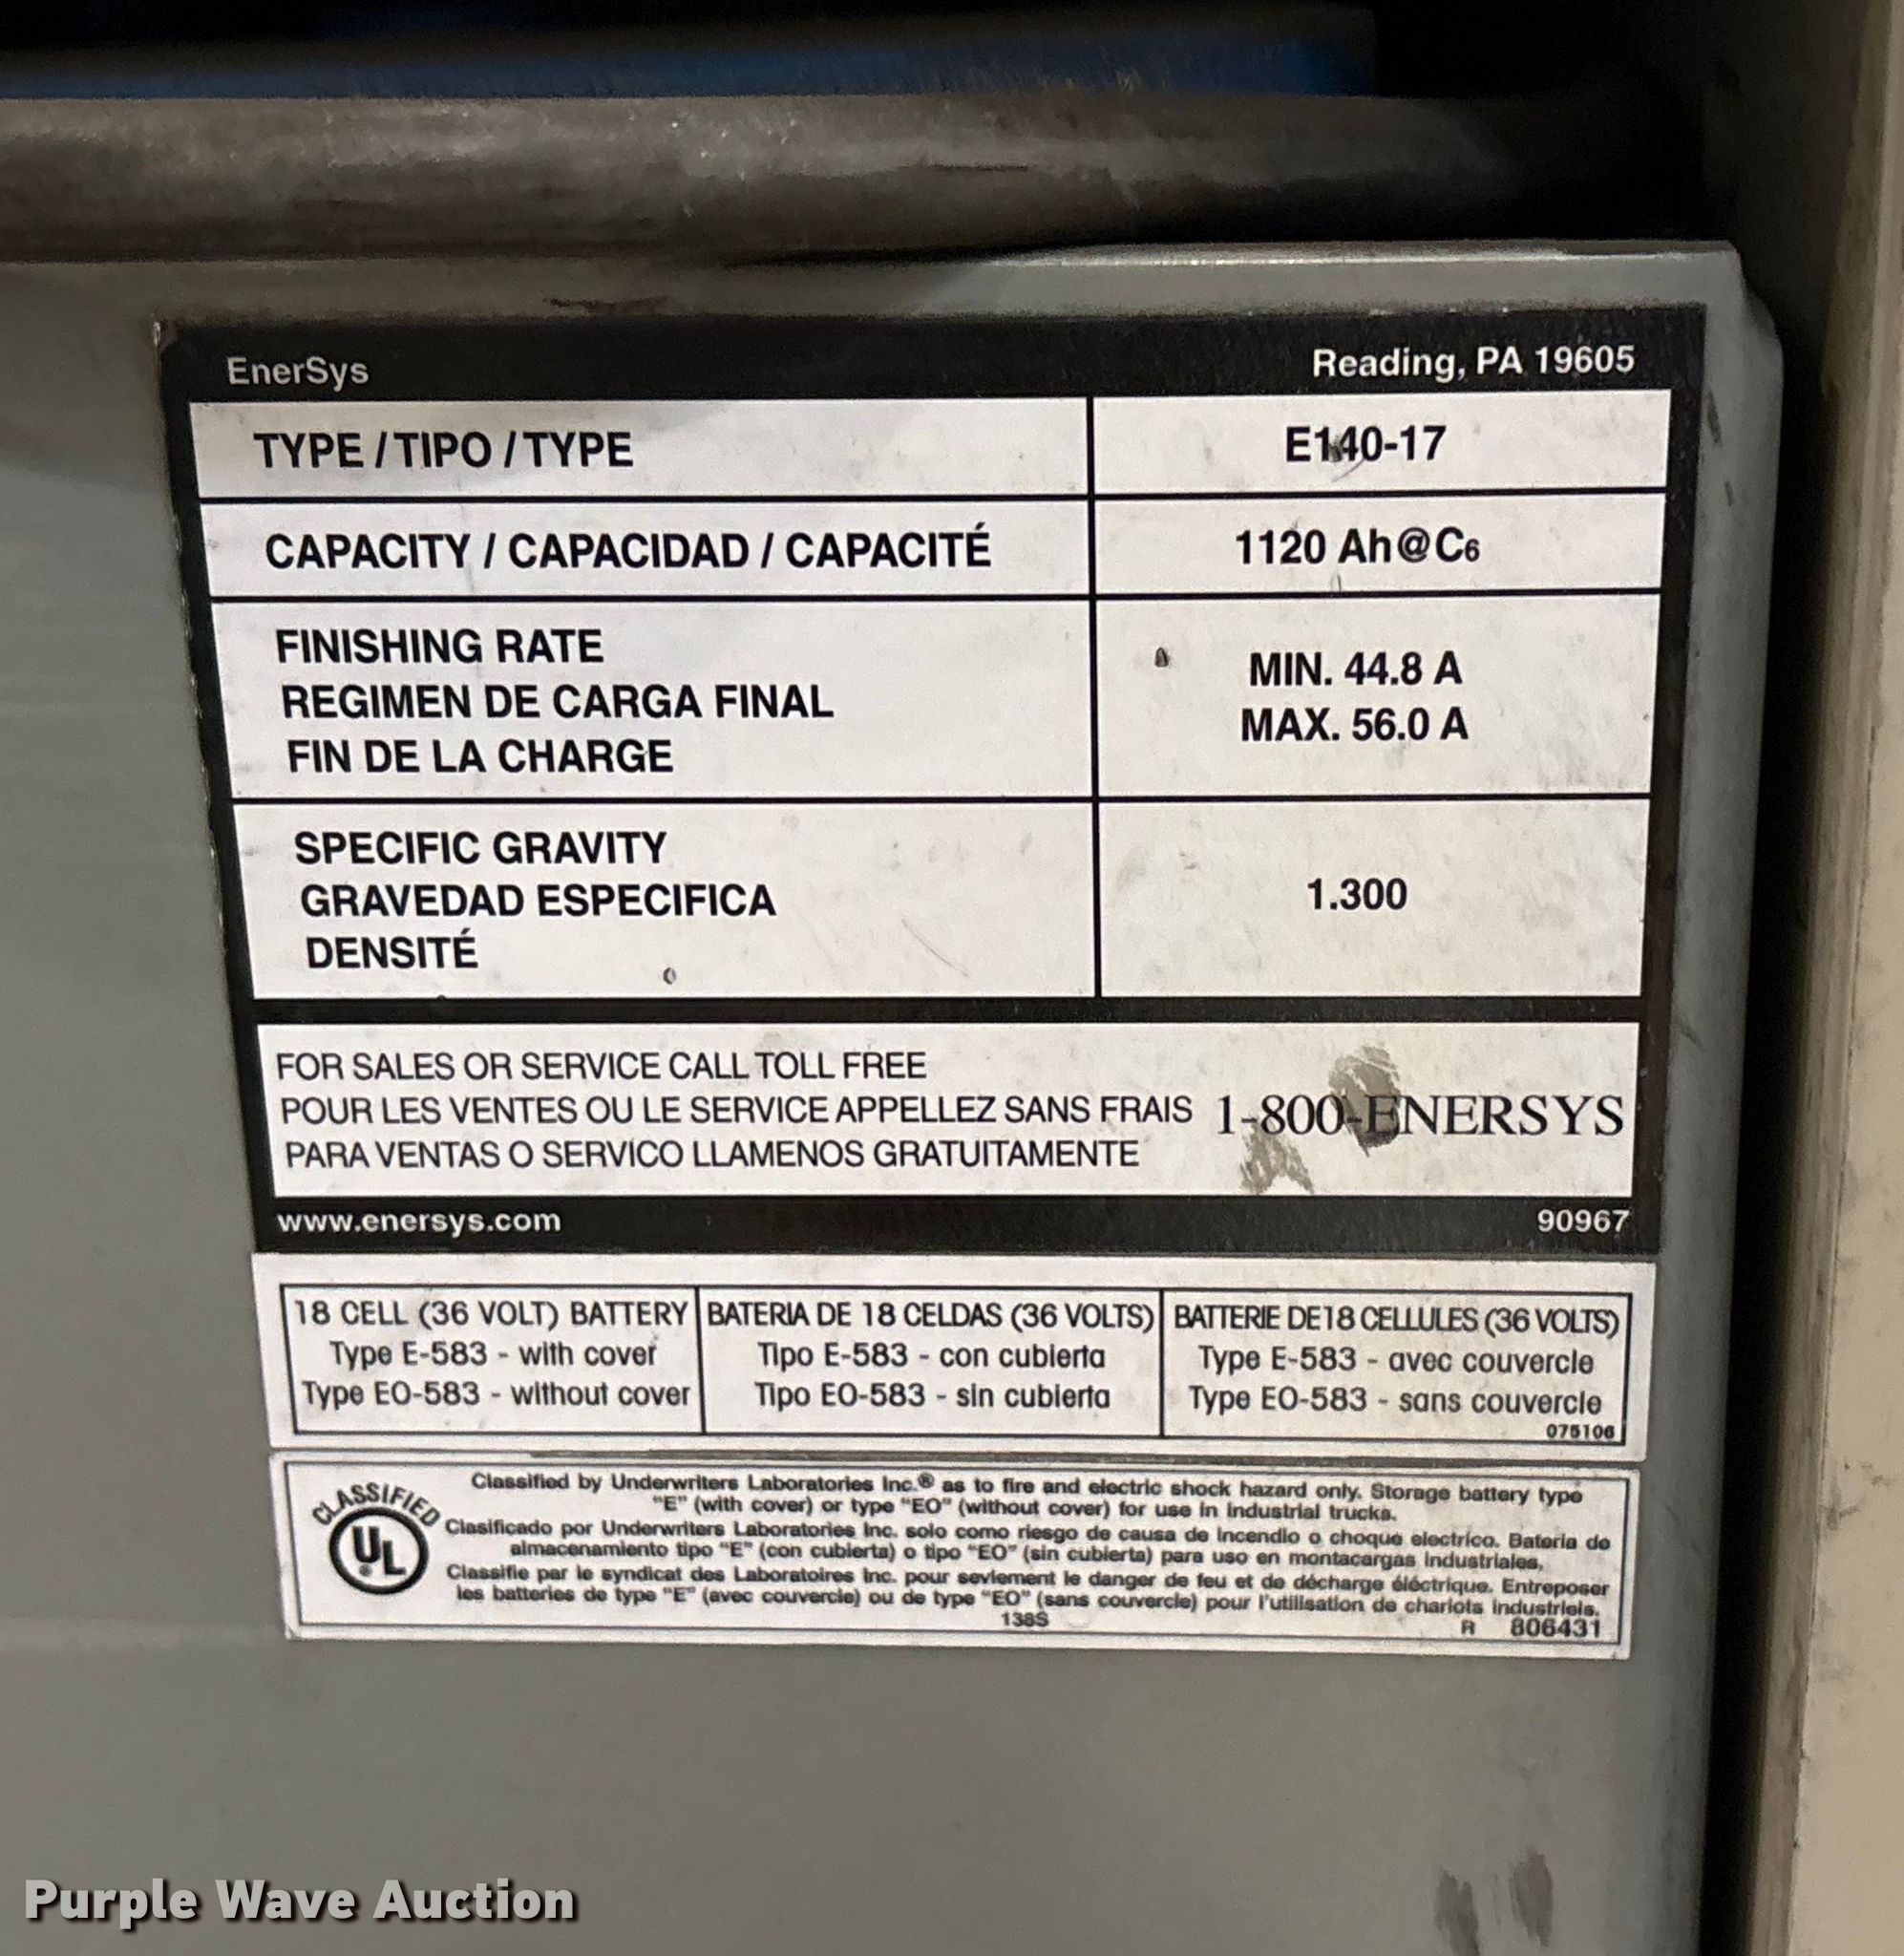 EnerSys
Reading, PA 19605
TYPE / TIPO / TYPE
E140-17
CAPACITY / CAPACIDAD / CAPACITÉ
1120 Ah@C6
FINISHING RATE
REGIMEN DE CARGA FINAL
FIN DE LA CHARGE
MIN. 44.8 A
MAX. 56.0 A
SPECIFIC GRAVITY
GRAVEDAD ESPECIFICA
DENSITÉ
1.300
FOR SALES OR SERVICE CALL TOLL FREE
POUR LES VENTES OU LE SERVICE APPELLEZ SANS FRAIS
PARA VENTAS O SERVICO LLAMENOS GRATUITAMENTE
1-800-ENERSYS
www.enersys.com
90967
18 CELL (36 VOLT) BATTERY
Type E-583 - with cover
Type EO-583 - without cover
BATERIA DE 18 CELDAS (36 VOLTS)
Tipo E-583 - con cubierta
Tipo EO-583 - sin cubierta
BATTERIE DE 18 CELLULES (36 VOLTS)
Type E-583 - avec couvercle
Type EO-583 - sans couvercle
075106
CLASSIFIED
UL
Classified by Underwriters Laboratories Inc.® as to fire and electric shock hazard only. Storage battery type
"E" (with cover) or type "EO" (without cover) for use in industrial trucks.
Clasificado por Underwriters Laboratories Inc. solo como riesgo de causa de incendio o choque electrico. Bateria de
almacenamiento tipo "E" (con cubierta) o tipo "EO" (sin cubierta) para uso en montacargas industriales.
Classifie par le syndicat des Laboratoires Inc. pour sevlement le danger de feu et de décharge éléctrique. Entreposer
les batteries de type "E" (avec couvercle) ou de type "EO" (sans couvercle) pour l'utilisation de chariots industriels.
138S
R 806431
Purple Wave Auction